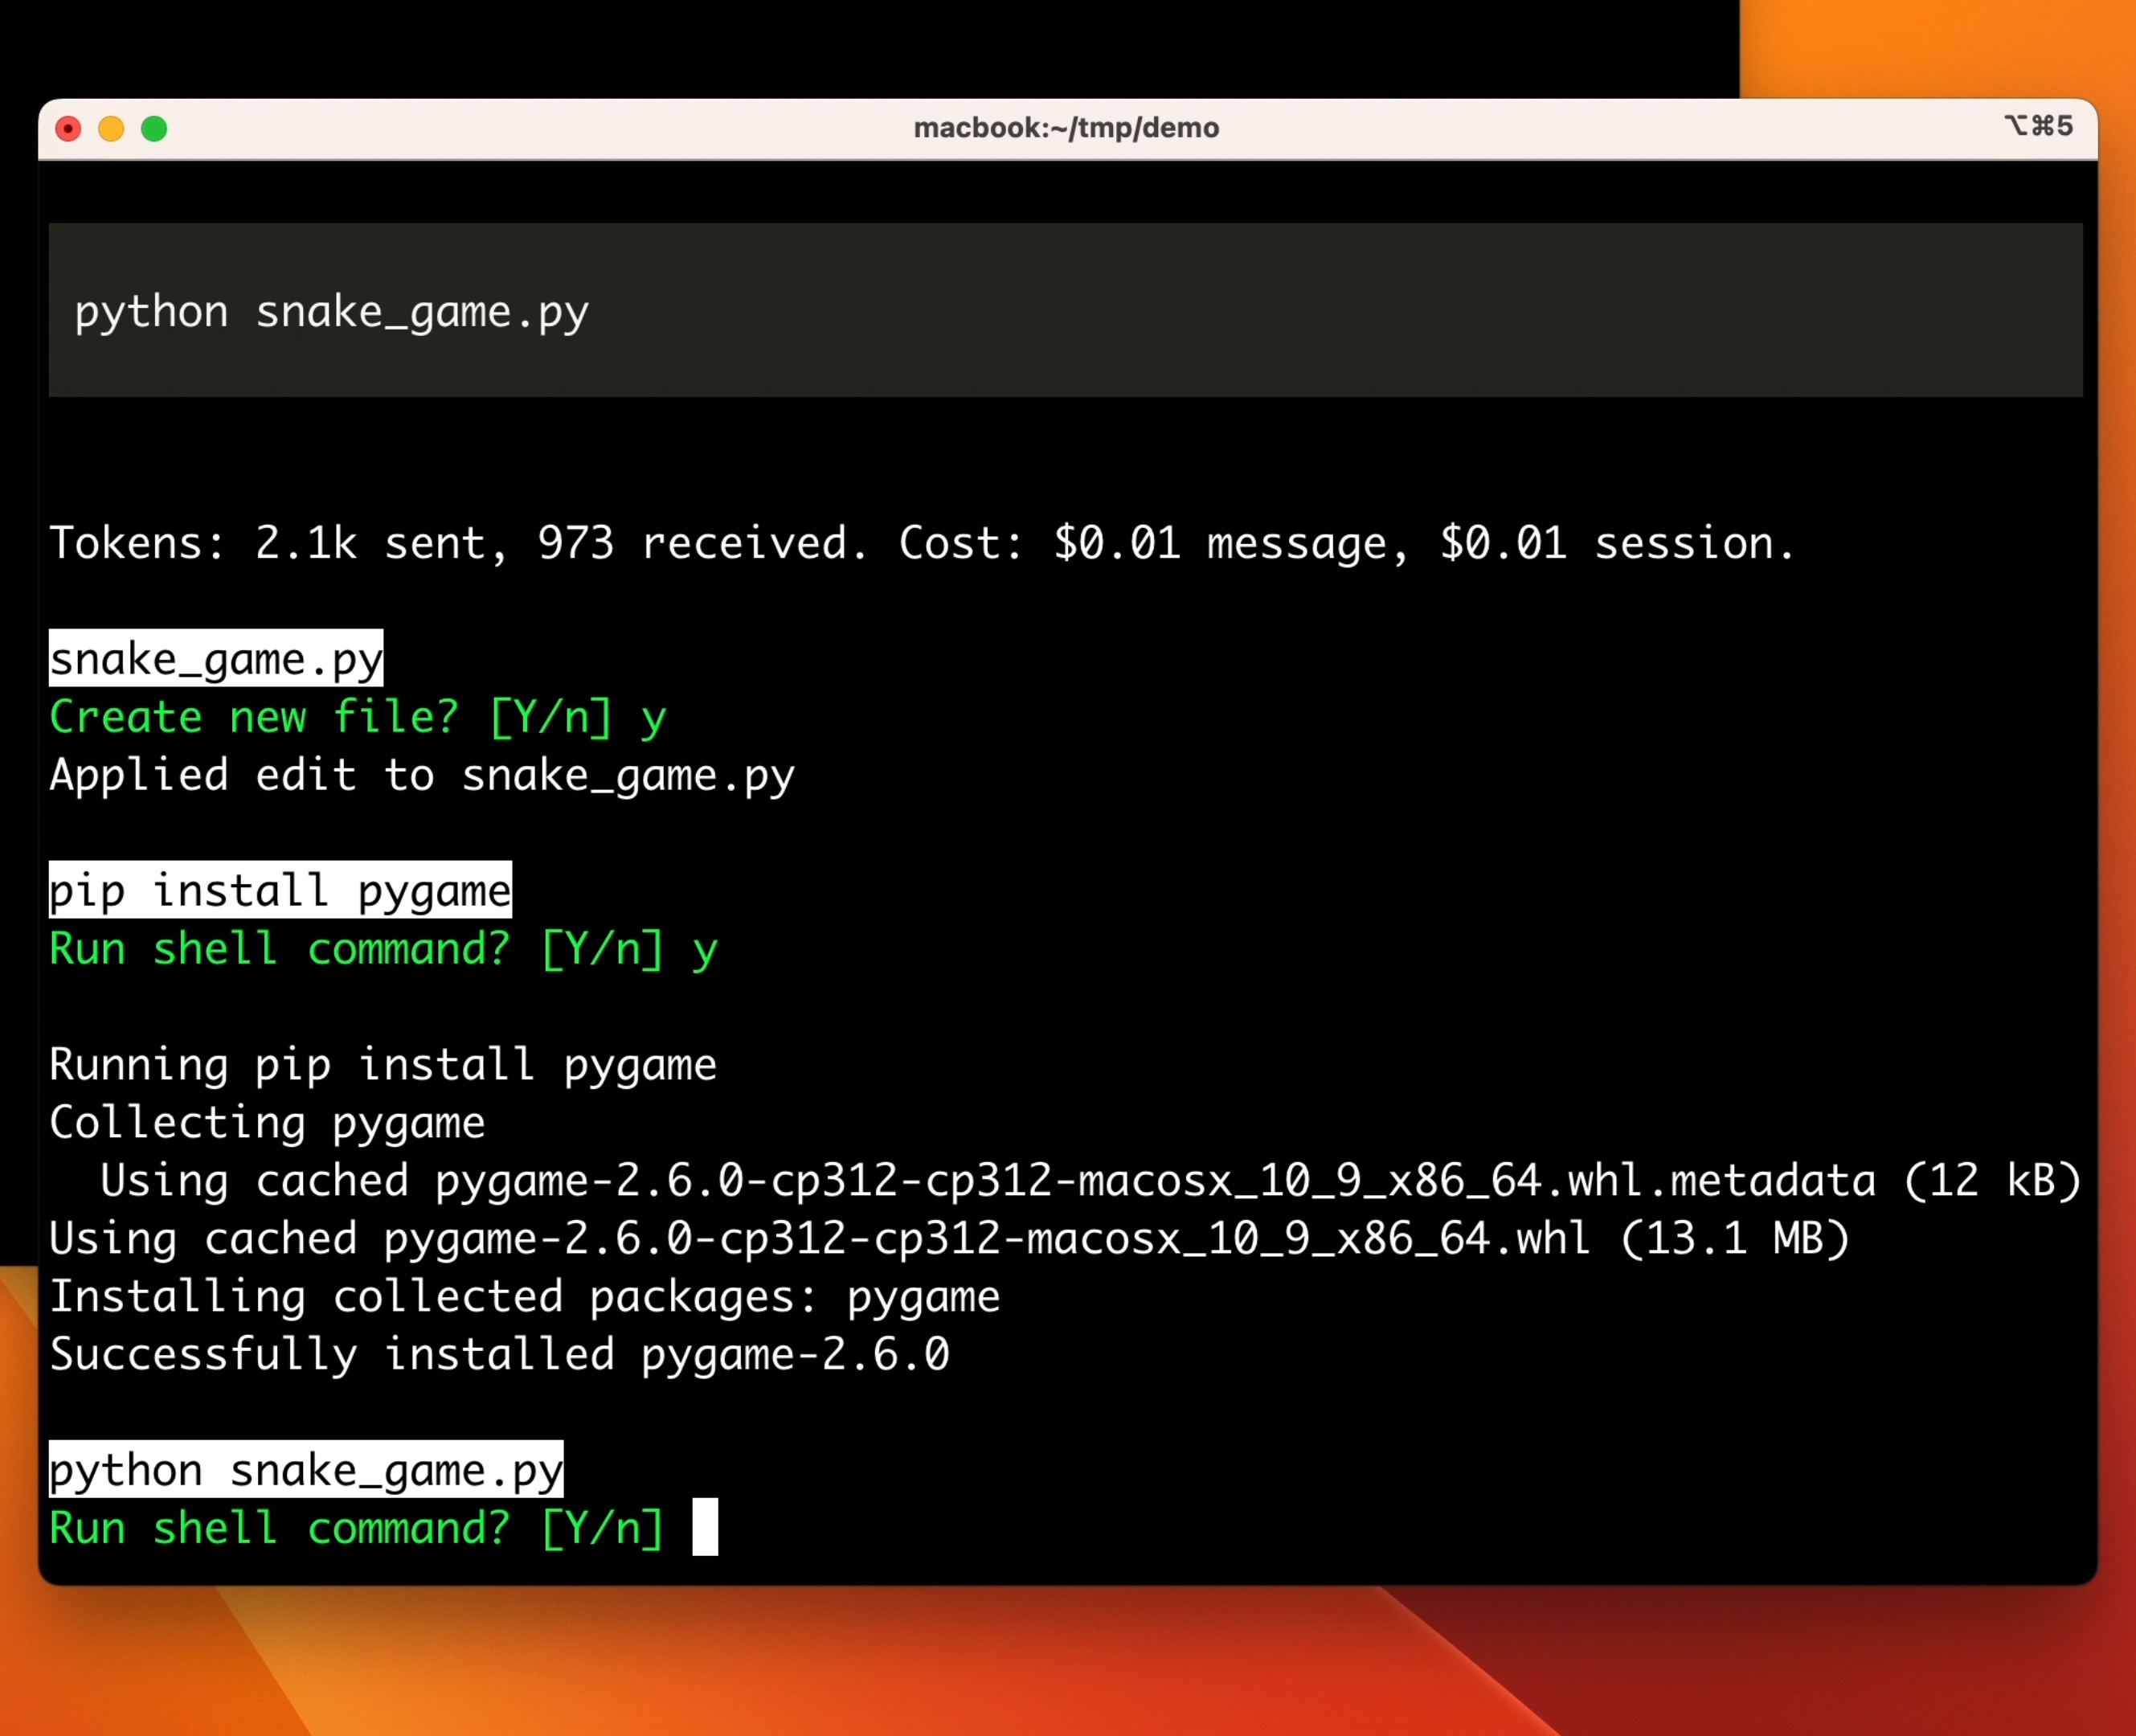 macbook:~/tmp/demo ⌥⌘5
python snake_game.py
Tokens: 2.1k sent, 973 received. Cost: $0.01 message, $0.01 session.
snake_game.py
Create new file? [Y/n] y
Applied edit to snake_game.py
pip install pygame
Run shell command? [Y/n] y
Running pip install pygame
Collecting pygame
  Using cached pygame-2.6.0-cp312-cp312-macosx_10_9_x86_64.whl.metadata (12 kB)
Using cached pygame-2.6.0-cp312-cp312-macosx_10_9_x86_64.whl (13.1 MB)
Installing collected packages: pygame
Successfully installed pygame-2.6.0
python snake_game.py
Run shell command? [Y/n]